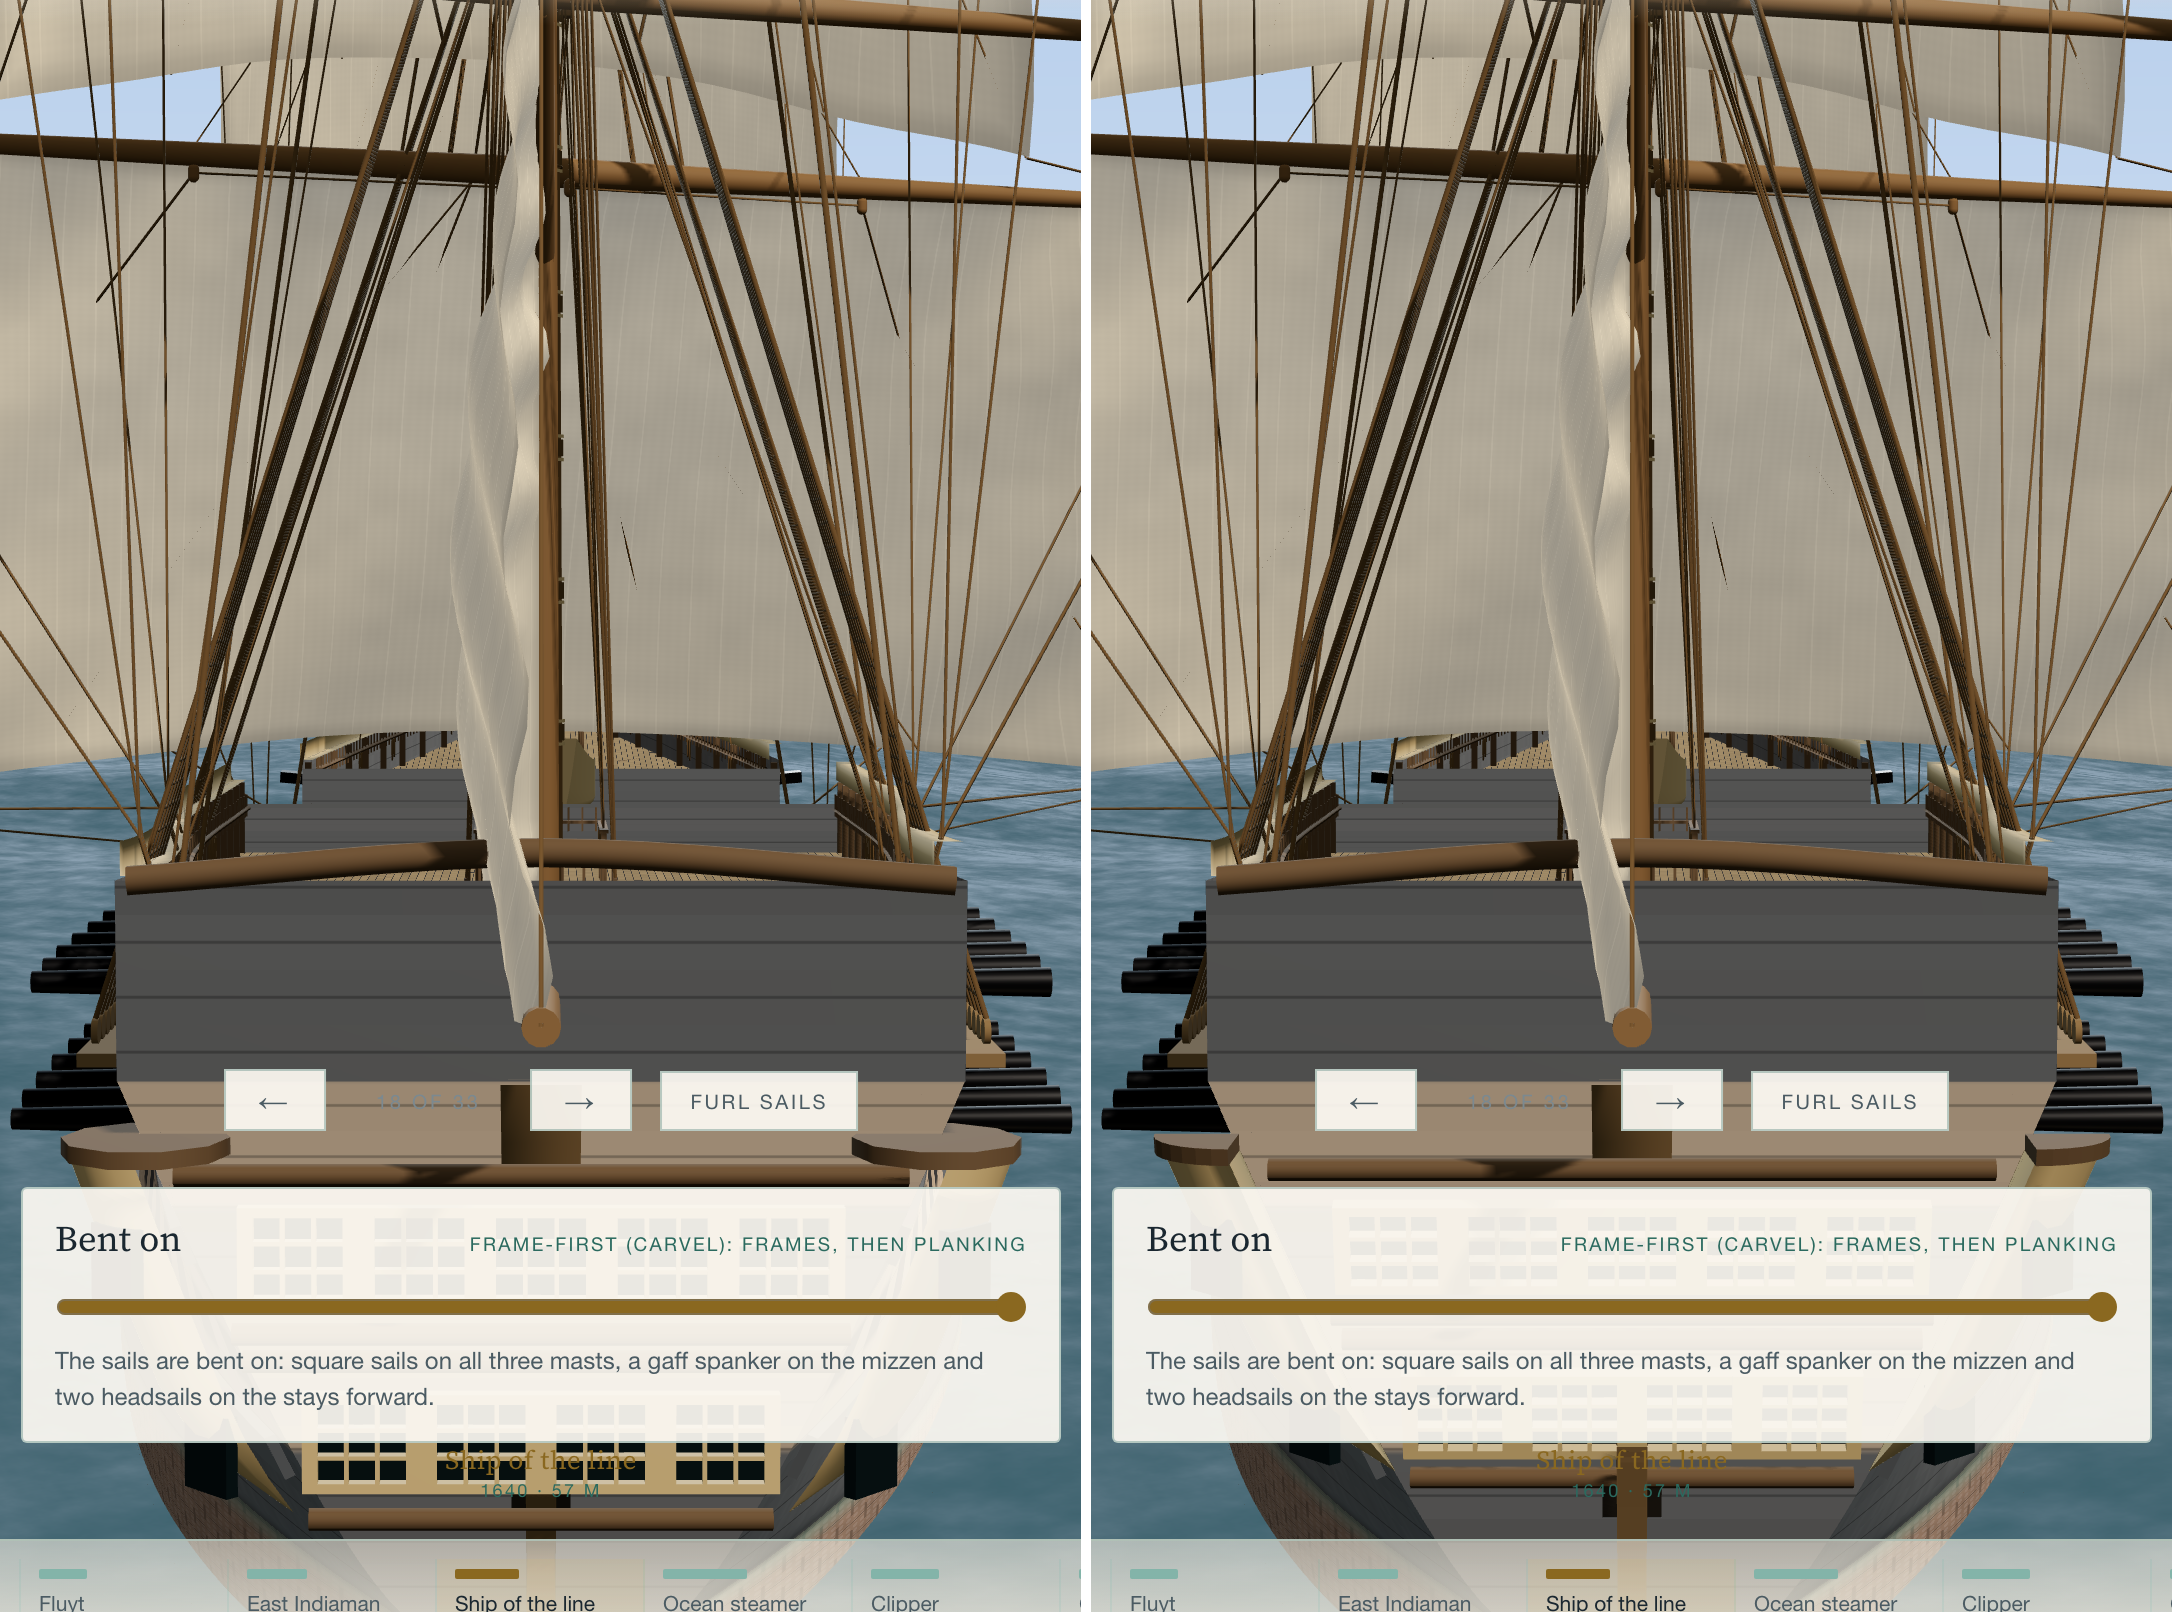 ←
→
FURL SAILS
Bent on
FRAME-FIRST (CARVEL): FRAMES, THEN PLANKING
The sails are bent on: square sails on all three masts, a gaff spanker on the mizzen and
two headsails on the stays forward.
Ship of the line
1640 · 57 M
Fluyt
East Indiaman
Ship of the line
Ocean steamer
Clipper
←
→
FURL SAILS
Bent on
FRAME-FIRST (CARVEL): FRAMES, THEN PLANKING
The sails are bent on: square sails on all three masts, a gaff spanker on the mizzen and
two headsails on the stays forward.
Ship of the line
1640 · 57 M
Fluyt
East Indiaman
Ship of the line
Ocean steamer
Clipper